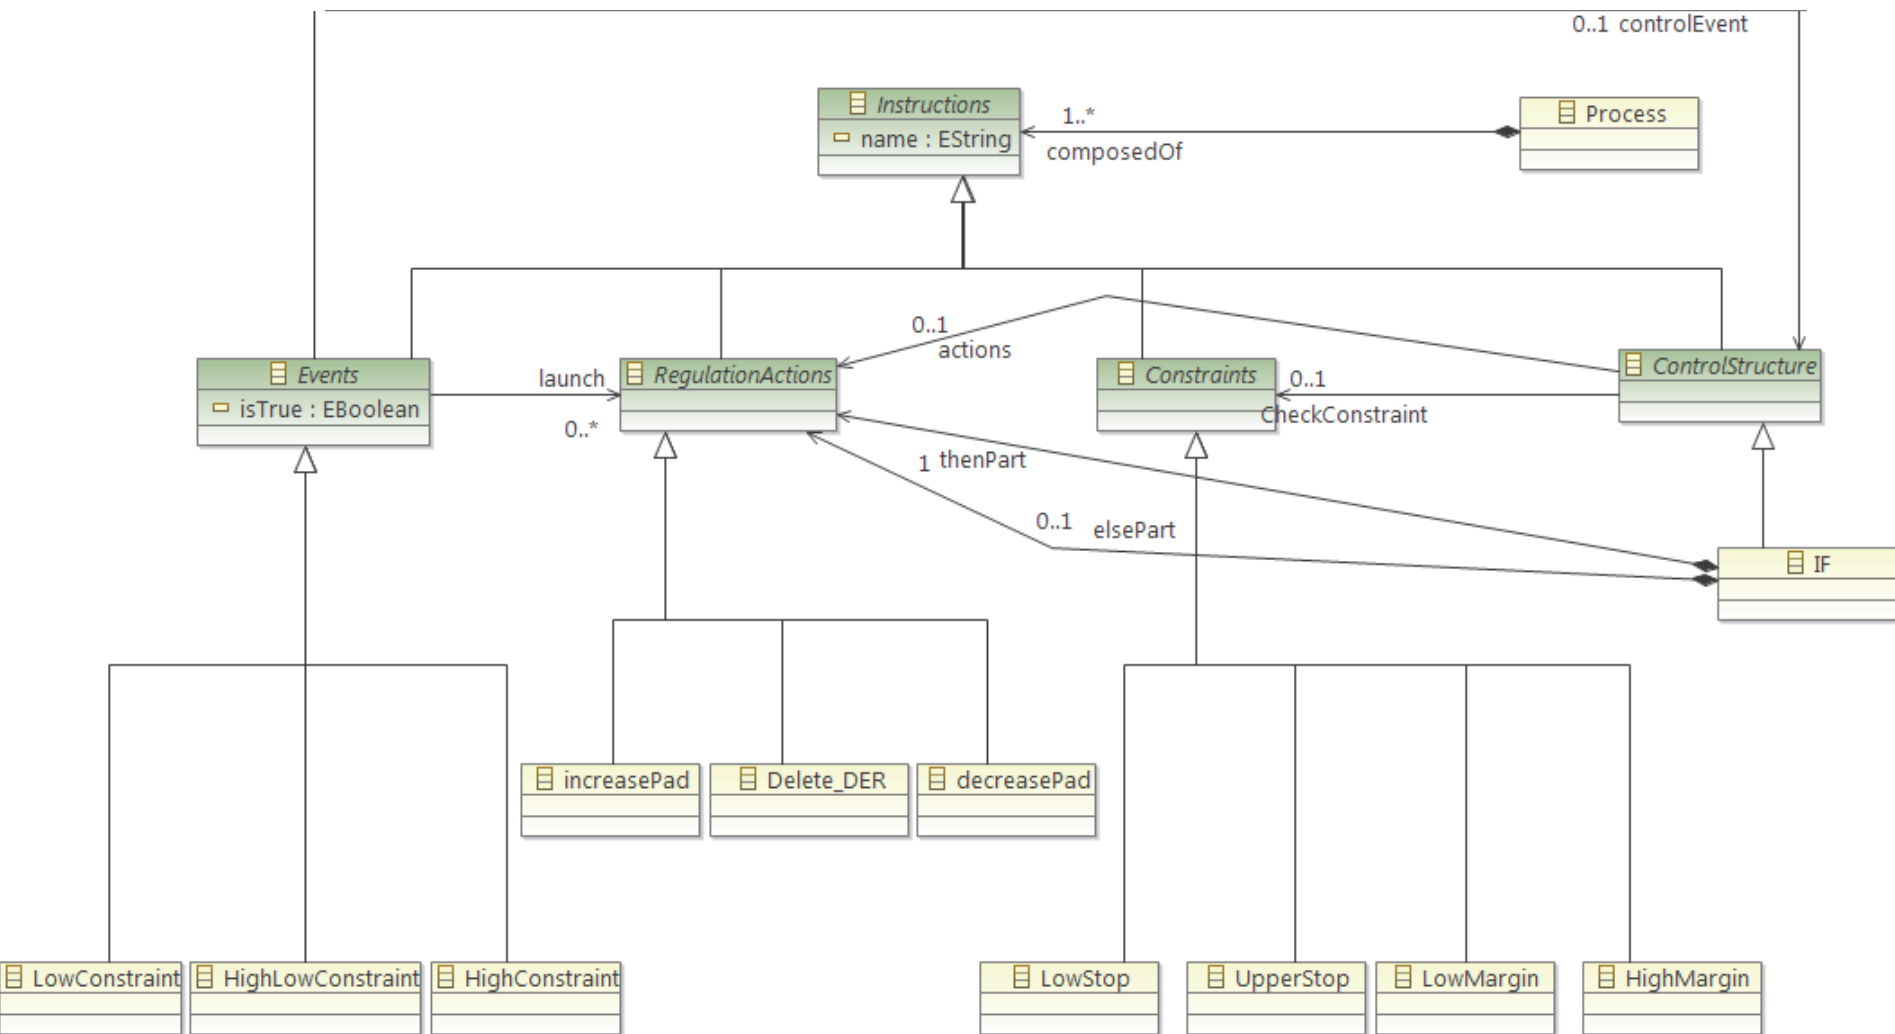 0..1 controlEvent
Instructions
name : EString
1..*
composedOf
Process
0..1
actions
Events
isTrue : EBoolean
launch
0..*
RegulationActions
Constraints
0..1
CheckConstraint
ControlStructure
1 thenPart
0..1 elsePart
IF
increasePad
Delete_DER
decreasePad
LowConstraint
HighLowConstraint
HighConstraint
LowStop
UpperStop
LowMargin
HighMargin